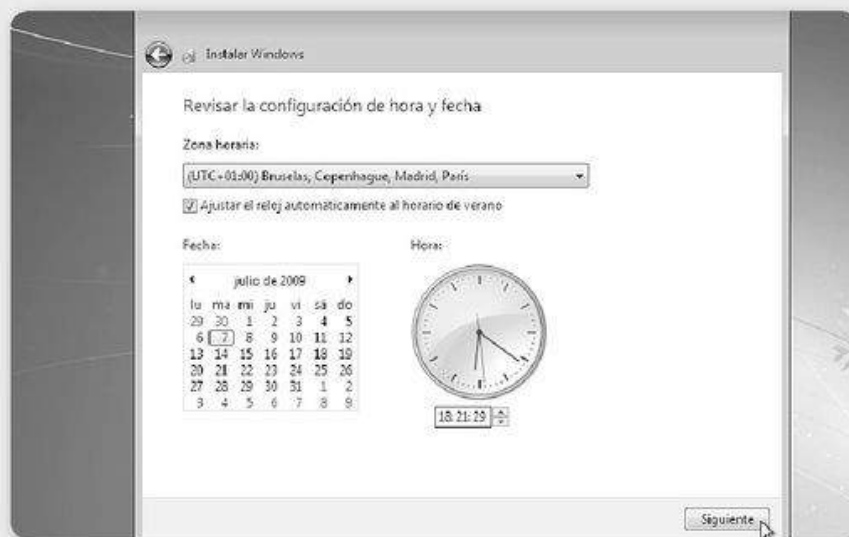 Instalar Windows
Revisar la configuración de hora y fecha
Zona horaria:
(UTC+01:00) Bruselas, Copenhague, Madrid, París
Ajustar el reloj automáticamente al horario de verano
Fecha: Hora:
julio de 2009
lu ma mi ju vi sá do
29 30 1 2 3 4 5
6 7 8 9 10 11 12
13 14 15 16 17 18 19
20 21 22 23 24 25 26
27 28 29 30 31 1 2
3 4 5 6 7 8 9
18:21:29
Siguiente